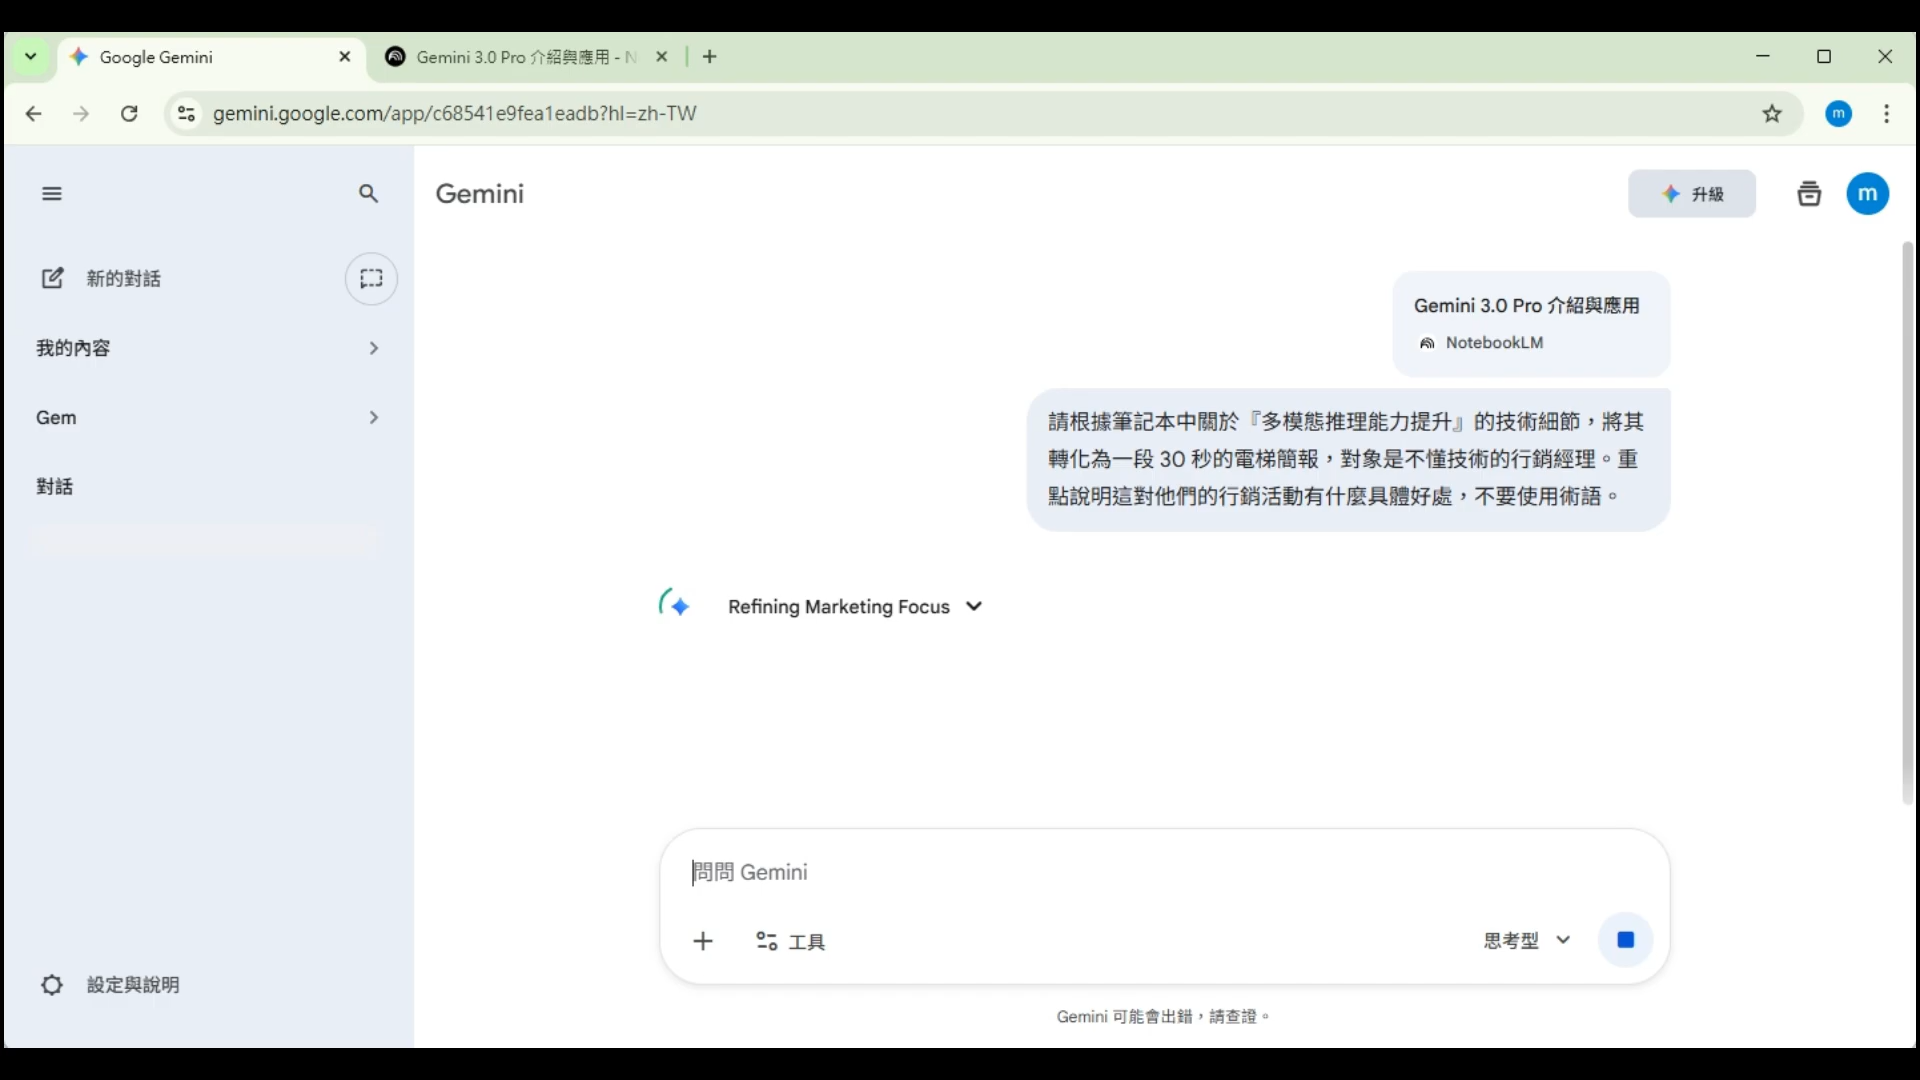 Google Gemini
Gemini 3.0 Pro 介紹與應用 - N
gemini.google.com/app/c68541e9fea1eadb?hl=zh-TW
m
Gemini
升級
m
新的對話
我的內容
Gem
對話
設定與說明
Gemini 3.0 Pro 介紹與應用
NotebookLM
請根據筆記本中關於『多模態推理能力提升』的技術細節，將其
轉化為一段 30 秒的電梯簡報，對象是不懂技術的行銷經理。重
點說明這對他們的行銷活動有什麼具體好處，不要使用術語。
Refining Marketing Focus
問問 Gemini
工具
思考型
Gemini 可能會出錯，請查證。